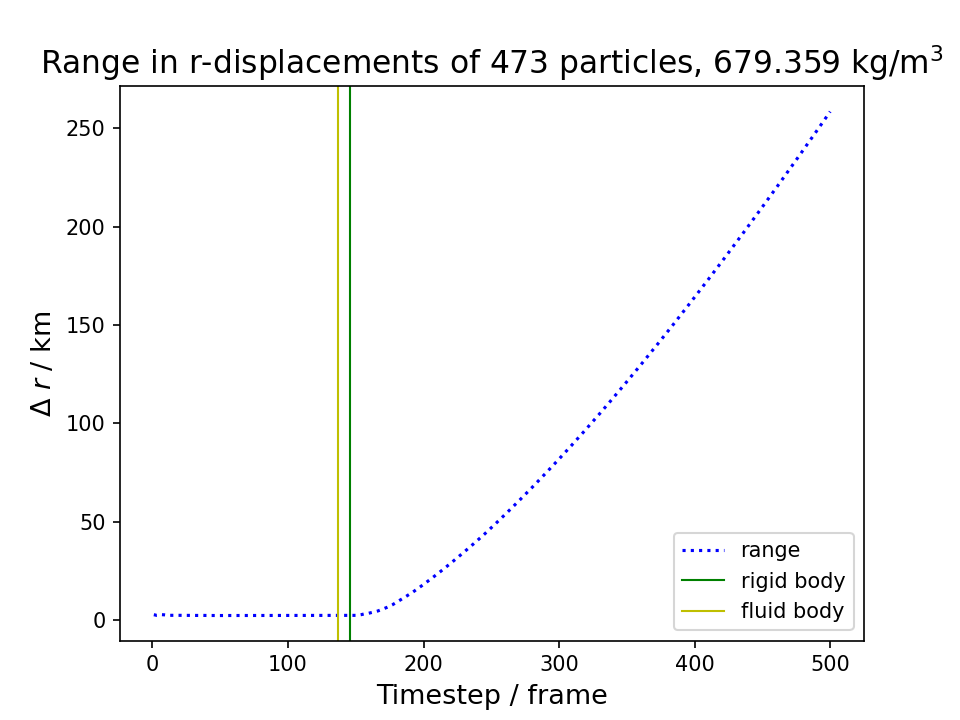 Range in r-displacements of 473 particles, 679.359 kg/m³
250
200
150
100
50
0
Δ r / km
range
rigid body
fluid body
0 100 200 300 400 500
Timestep / frame